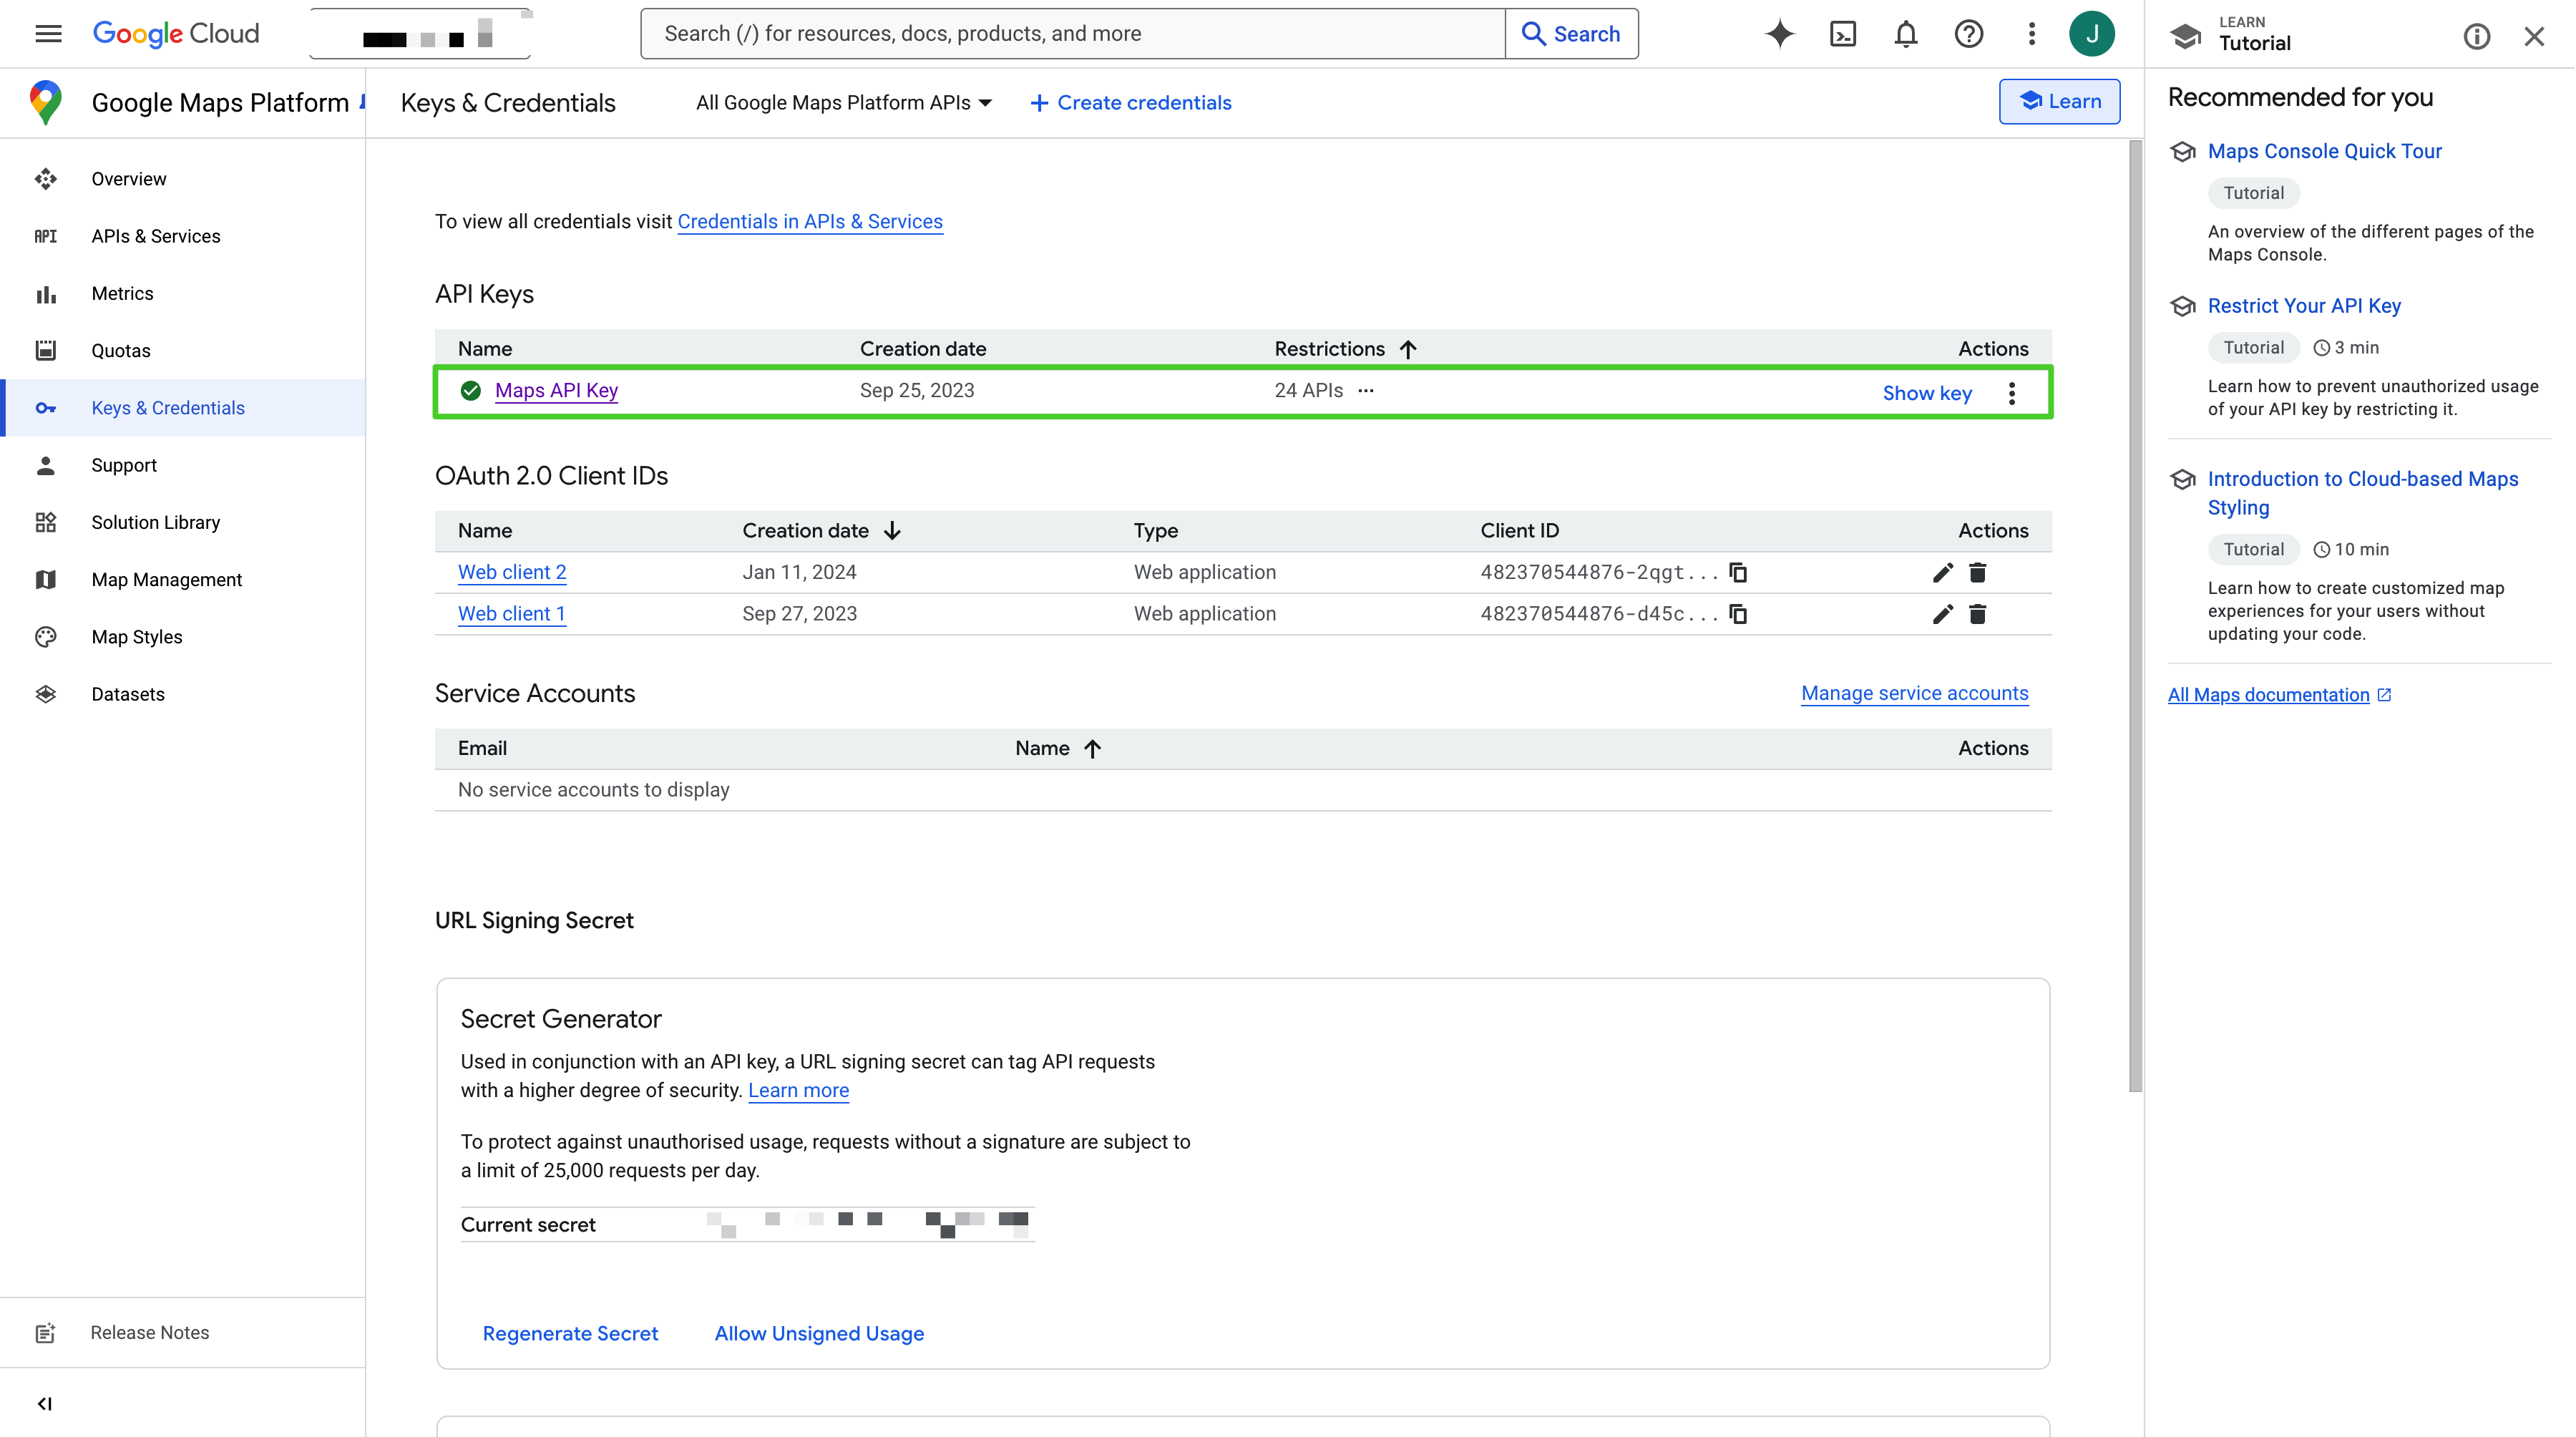 Google Cloud
Search (/) for resources, docs, products, and more
Search
J
LEARN
Tutorial
Google Maps Platform
Keys & Credentials
All Google Maps Platform APIs
Create credentials
Learn
Recommended for you
Overview
API APIs & Services
Metrics
Quotas
Keys & Credentials
Support
Solution Library
Map Management
Map Styles
Datasets
Release Notes
To view all credentials visit Credentials in APIs & Services
API Keys
Name Creation date Restrictions Actions
Maps API Key Sep 25, 2023 24 APIs ... Show key
OAuth 2.0 Client IDs
Name Creation date Type Client ID Actions
Web client 2 Jan 11, 2024 Web application 482370544876-2qgt...
Web client 1 Sep 27, 2023 Web application 482370544876-d45c...
Service Accounts Manage service accounts
Email Name Actions
No service accounts to display
URL Signing Secret
Secret Generator
Used in conjunction with an API key, a URL signing secret can tag API requests
with a higher degree of security. Learn more
To protect against unauthorised usage, requests without a signature are subject to
a limit of 25,000 requests per day.
Current secret
Regenerate Secret Allow Unsigned Usage
Maps Console Quick Tour
Tutorial
An overview of the different pages of the
Maps Console.
Restrict Your API Key
Tutorial 3 min
Learn how to prevent unauthorized usage
of your API key by restricting it.
Introduction to Cloud-based Maps
Styling
Tutorial 10 min
Learn how to create customized map
experiences for your users without
updating your code.
All Maps documentation